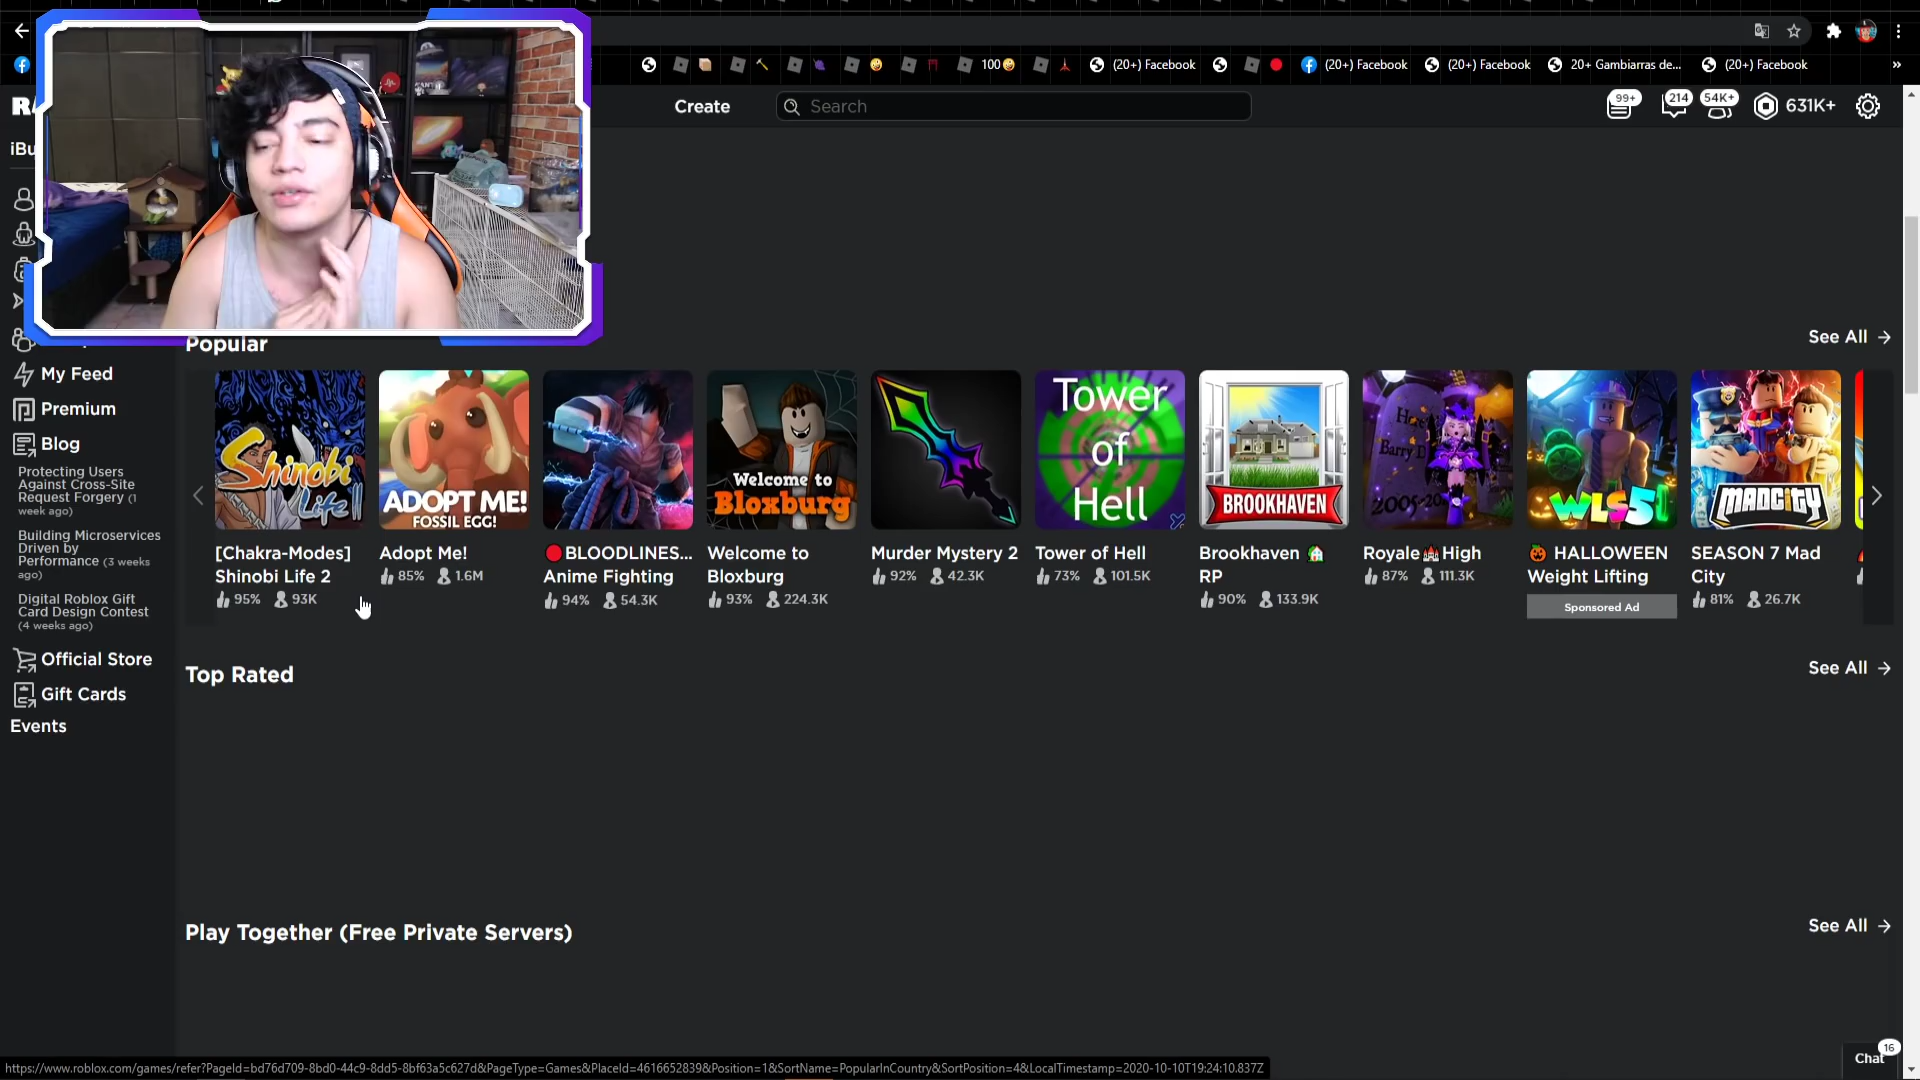 (20+) Facebook
(20+) Facebook
(20+) Facebook
20+ Gambiarras de...
(20+) Facebook
»
100
R
Create
Search
99+
214
54K+
631K+
iBu
My Feed
Premium
Blog
Protecting Users
Against Cross-Site
Request Forgery (1
week ago)
Building Microservices
Driven by
Performance (3 weeks
ago)
Digital Roblox Gift
Card Design Contest
(4 weeks ago)
Official Store
Gift Cards
Events
Popular
See All →
Shinobi
Life II
ADOPT ME!
FOSSIL EGG!
Welcome to
Bloxburg
Tower
of
Hell
BROOKHAVEN
WLS5
MADCITY
[Chakra-Modes]
Shinobi Life 2
95% 93K
Adopt Me!
85% 1.6M
BLOODLINES...
Anime Fighting
94% 54.3K
Welcome to
Bloxburg
93% 224.3K
Murder Mystery 2
92% 42.3K
Tower of Hell
73% 101.5K
Brookhaven
RP
90% 133.9K
Royale High
87% 111.3K
HALLOWEEN
Weight Lifting
Sponsored Ad
SEASON 7 Mad
City
81% 26.7K
Top Rated
See All →
Play Together (Free Private Servers)
See All →
Chat
16
https://www.roblox.com/games/refer?PageId=bd76d709-8bd0-44c9-8dd5-8bf63a5c627d&PageType=Games&PlaceId=4616652839&Position=1&SortName=PopularInCountry&SortPosition=4&LocalTimestamp=2020-10-10T19:24:10.837Z